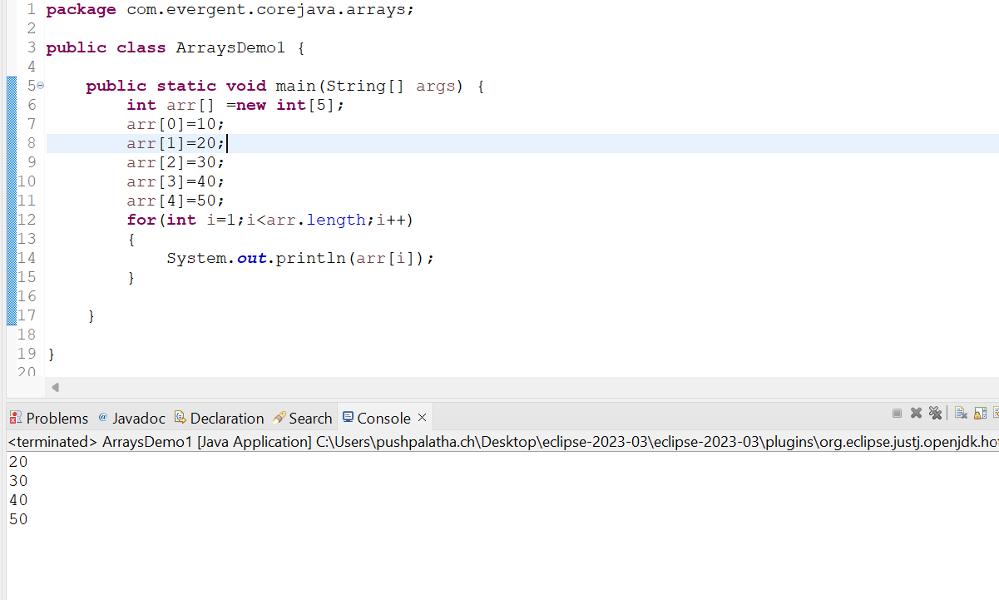 1 package com.evergent.corejava.arrays;
2
3 public class ArraysDemo1 {
4
5 public static void main(String[] args) {
6 int arr[] =new int[5];
7 arr[0]=10;
8 arr[1]=20;
9 arr[2]=30;
10 arr[3]=40;
11 arr[4]=50;
12 for(int i=1;i<arr.length;i++)
13 {
14 System.out.println(arr[i]);
15 }
16
17 }
18
19 }
20
Problems @ Javadoc Declaration Search Console
<terminated> ArraysDemo1 [Java Application] C:\Users\pushpalatha.ch\Desktop\eclipse-2023-03\eclipse-2023-03\plugins\org.eclipse.justj.openjdk.ho
20
30
40
50